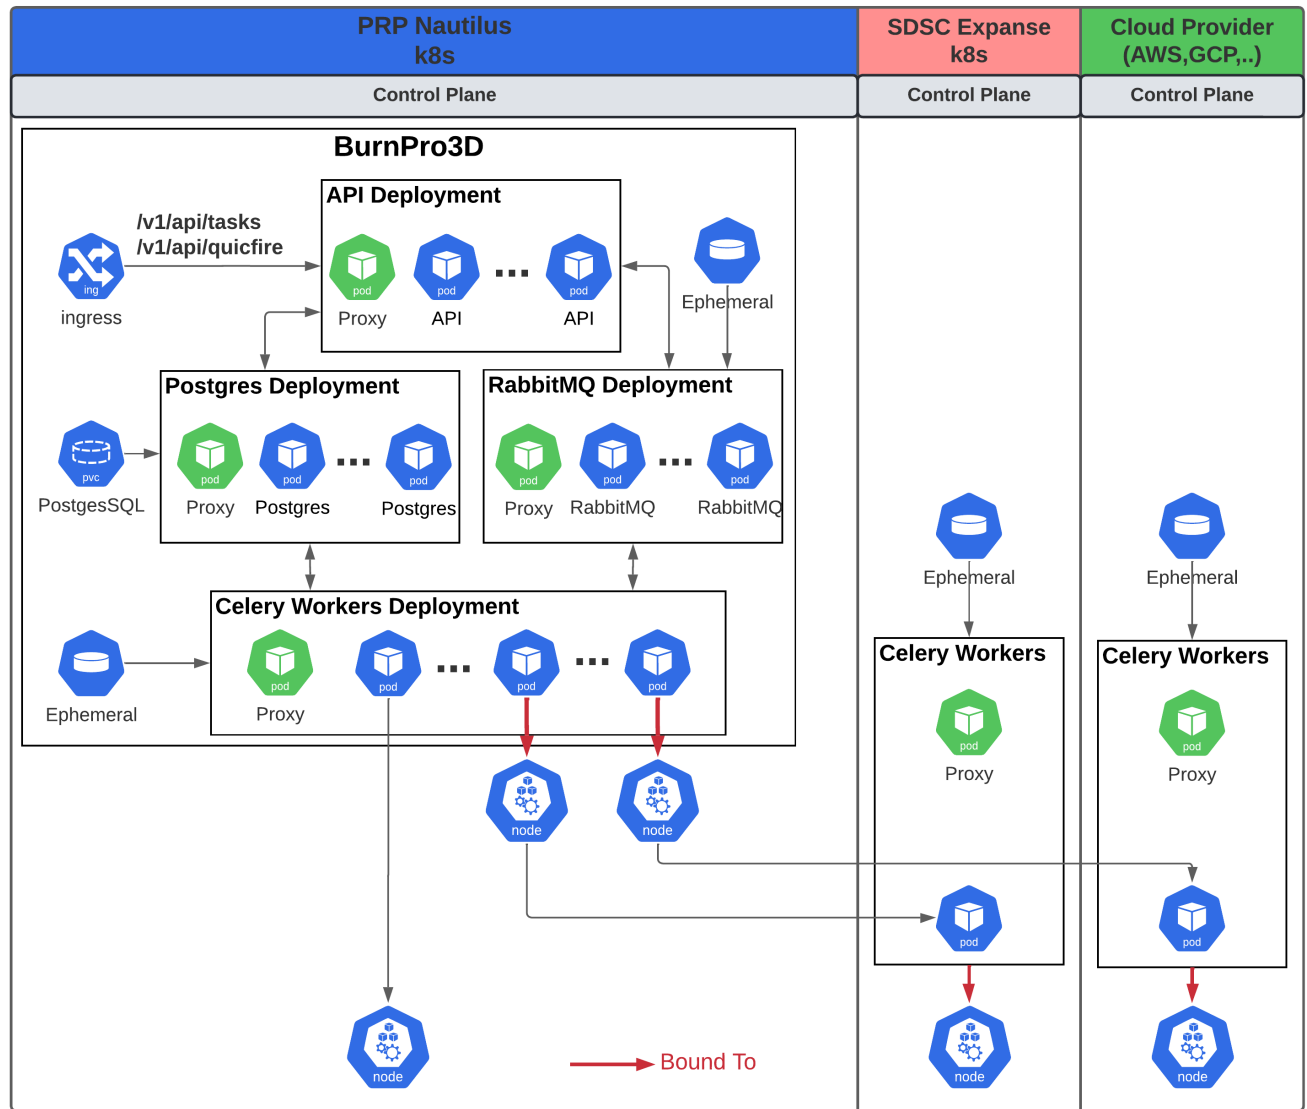 PRP Nautilus
k8s
SDSC Expanse
k8s
Cloud Provider
(AWS,GCP,..)
Control Plane
Control Plane
Control Plane
BurnPro3D
API Deployment
/v1/api/tasks
/v1/api/quicfire
ing
ingress
pod
Proxy
pod
API
...
pod
API
Ephemeral
Postgres Deployment
pvc
PostgesSQL
pod
Proxy
pod
Postgres
...
pod
Postgres
RabbitMQ Deployment
pod
Proxy
pod
RabbitMQ
...
pod
RabbitMQ
Celery Workers Deployment
Ephemeral
pod
Proxy
pod
...
pod
...
pod
node
node
node
Bound To
Ephemeral
Celery Workers
pod
Proxy
pod
node
Ephemeral
Celery Workers
pod
Proxy
pod
node